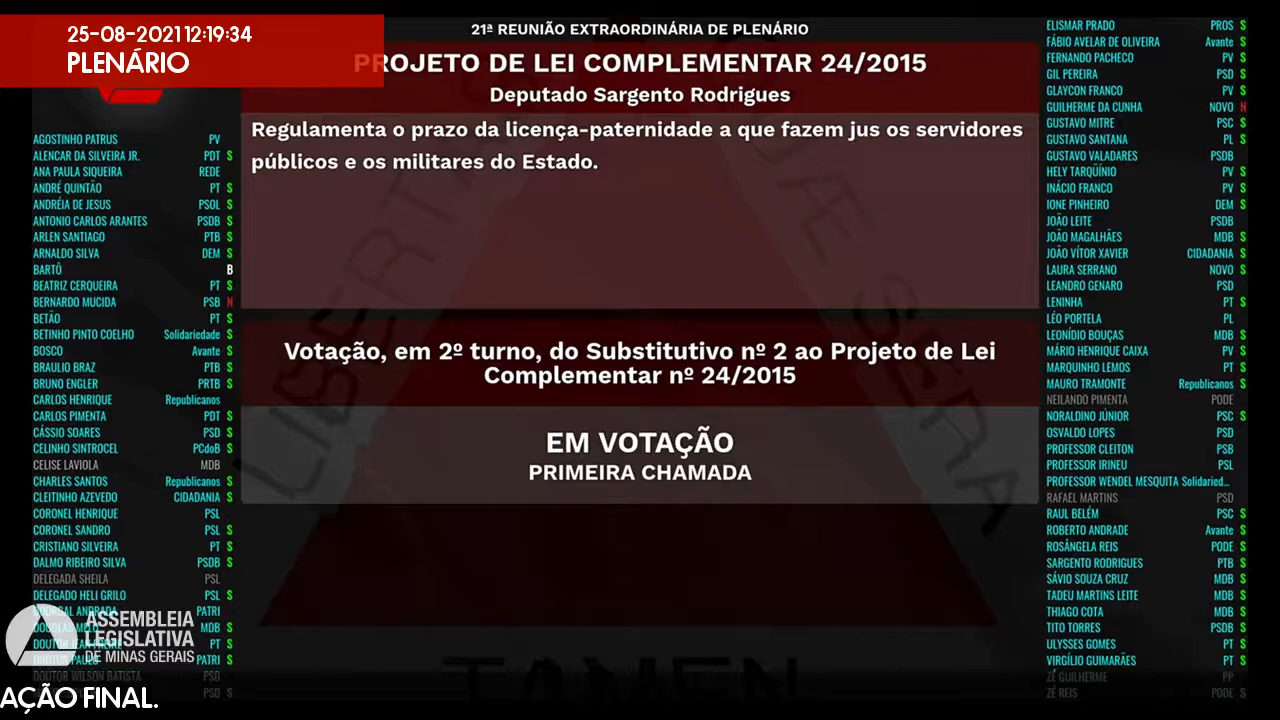 25-08-2021 12:19:34
PLENÁRIO
21ª REUNIÃO EXTRAORDINÁRIA DE PLENÁRIO
PROJETO DE LEI COMPLEMENTAR 24/2015
Deputado Sargento Rodrigues
Regulamenta o prazo da licença-paternidade a que fazem jus os servidores
públicos e os militares do Estado.
Votação, em 2º turno, do Substitutivo nº 2 ao Projeto de Lei
Complementar nº 24/2015
EM VOTAÇÃO
PRIMEIRA CHAMADA
AGOSTINHO PATRUS PV
ALENCAR DA SILVEIRA JR. PDT S
ANA PAULA SIQUEIRA REDE
ANDRÉ QUINTÃO PT S
ANDRÉIA DE JESUS PSOL S
ANTONIO CARLOS ARANTES PSDB S
ARLEN SANTIAGO PTB S
ARNALDO SILVA DEM S
BARTÔ B
BEATRIZ CERQUEIRA PT S
BERNARDO MUCIDA PSB N
BETÃO PT S
BETINHO PINTO COELHO Solidariedade S
BOSCO Avante S
BRAULIO BRAZ PTB S
BRUNO ENGLER PRTB S
CARLOS HENRIQUE Republicanos
CARLOS PIMENTA PDT S
CÁSSIO SOARES PSD S
CELINHO SINTROCEL PCdoB S
CELISE LAVIOLA MDB
CHARLES SANTOS Republicanos S
CLEITINHO AZEVEDO CIDADANIA S
CORONEL HENRIQUE PSL
CORONEL SANDRO PSL S
CRISTIANO SILVEIRA PT S
DALMO RIBEIRO SILVA PSDB S
DELEGADA SHEILA PSL
DELEGADO HELI GRILO PSL S
ANDRADA PATRI
DOUGLAS MELO MDB S
DOUTOR JEAN FREIRE PT S
DOUTOR PAULO PATRI S
DOUTOR WILSON BATISTA PSD
PSD S
ASSEMBLEIA
LEGISLATIVA
DE MINAS GERAIS
AÇÃO FINAL.
ELISMAR PRADO PROS S
FÁBIO AVELAR DE OLIVEIRA Avante S
FERNANDO PACHECO PV S
GIL PEREIRA PSD S
GLAYCON FRANCO PV S
GUILHERME DA CUNHA NOVO N
GUSTAVO MITRE PSC S
GUSTAVO SANTANA PL S
GUSTAVO VALADARES PSDB
HELY TARQÜÍNIO PV S
INÁCIO FRANCO PV S
IONE PINHEIRO DEM S
JOÃO LEITE PSDB
JOÃO MAGALHÃES MDB S
JOÃO VÍTOR XAVIER CIDADANIA S
LAURA SERRANO NOVO S
LEANDRO GENARO PSD
LENINHA PT S
LÉO PORTELA PL
LEONÍDIO BOUÇAS MDB S
MÁRIO HENRIQUE CAIXA PV S
MARQUINHO LEMOS PT S
MAURO TRAMONTE Republicanos S
NEILANDO PIMENTA PODE
NORALDINO JÚNIOR PSC S
OSVALDO LOPES PSD
PROFESSOR CLEITON PSB
PROFESSOR IRINEU PSL
PROFESSOR WENDEL MESQUITA Solidaried...
RAFAEL MARTINS PSD
RAUL BELÉM PSC S
ROBERTO ANDRADE Avante S
ROSÂNGELA REIS PODE S
SARGENTO RODRIGUES PTB S
SÁVIO SOUZA CRUZ MDB S
TADEU MARTINS LEITE MDB S
THIAGO COTA MDB S
TITO TORRES PSDB S
ULYSSES GOMES PT S
VIRGÍLIO GUIMARÃES PT S
ZÉ GUILHERME PP
ZÉ REIS PODE S